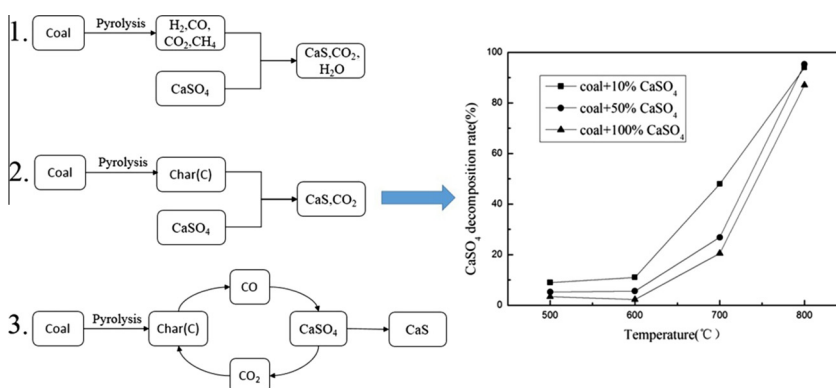 1.
Coal
Pyrolysis
H₂,CO,
CO₂,CH₄
CaSO₄
CaS,CO₂,
H₂O
2.
Coal
Pyrolysis
Char(C)
CaSO₄
CaS,CO₂
3.
Coal
Pyrolysis
Char(C)
CO
CO₂
CaSO₄
CaS
CaSO₄ decomposition rate(%)
100
80
60
40
20
0
coal+10% CaSO₄
coal+50% CaSO₄
coal+100% CaSO₄
500 600 700 800
Temperature(℃)